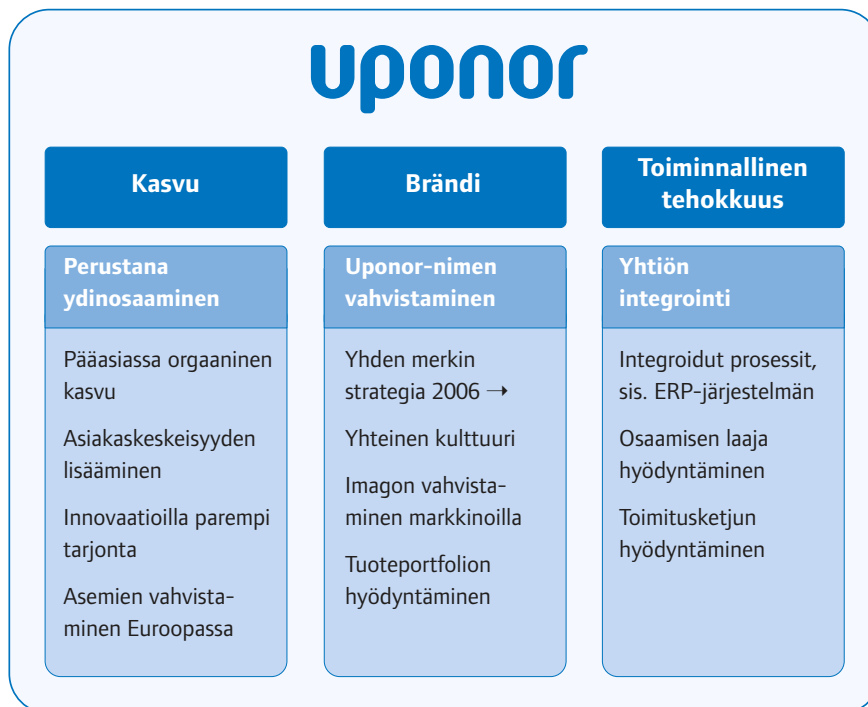 uponor
Kasvu
Perustana
ydinosaaminen
Pääasiassa orgaaninen
kasvu
Asiakaskeskeisyyden
lisääminen
Innovaatioilla parempi
tarjonta
Asemien vahvista-
minen Euroopassa
Brändi
Uponor-nimen
vahvistaminen
Yhden merkin
strategia 2006 →
Yhteinen kulttuuri
Imagon vahvista-
minen markkinoilla
Tuoteportfolion
hyödyntäminen
Toiminnallinen
tehokkuus
Yhtiön
integrointi
Integroidut prosessit,
sis. ERP-järjestelmän
Osaamisen laaja
hyödyntäminen
Toimitusketjun
hyödyntäminen